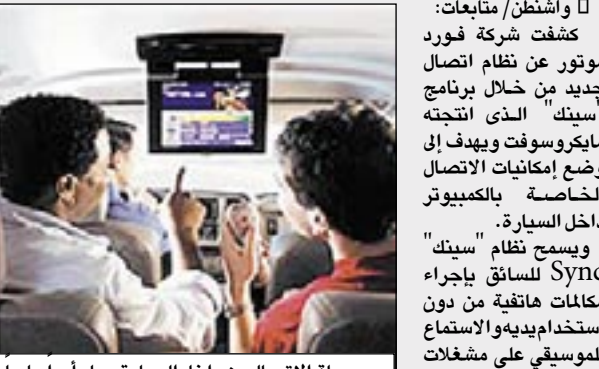 واشنطن/ متابعات:
كشفت شركة فورد
موتور عن نظام اتصال
جديد من خلال برنامج
"سينك" الذى انتجته
مايكروسوفت ويهدف إلى
وضع إمكانيات الاتصال
الخاصة بالكمبيوتر
داخل السيارة.
ويسمح نظام "سينك"
Sync للسائق بإجراء
مكالمات هاتفية من دون
استخدام يديه والاستماع
للموسيقي على مشغلات